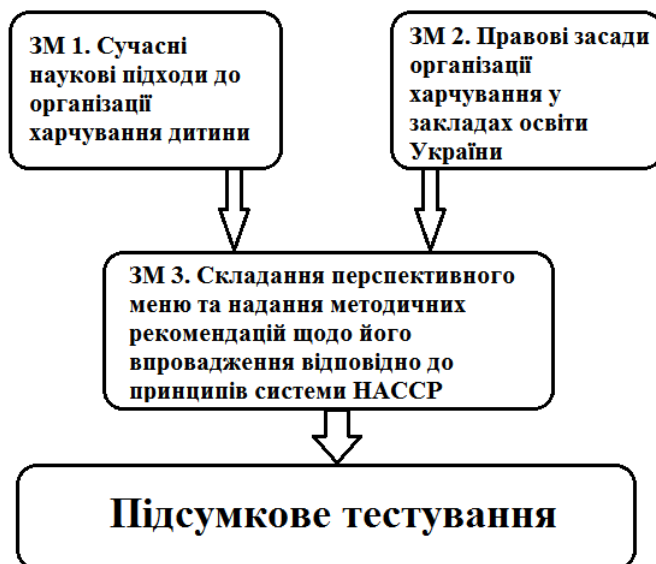 ЗМ 1. Сучасні
наукові підходи до
організації
харчування дитини
ЗМ 2. Правові засади
організації
харчування у
закладах освіти
України
ЗМ 3. Складання перспективного
меню та надання методичних
рекомендацій щодо його
впровадження відповідно до
принципів системи НАССР
Підсумкове тестування